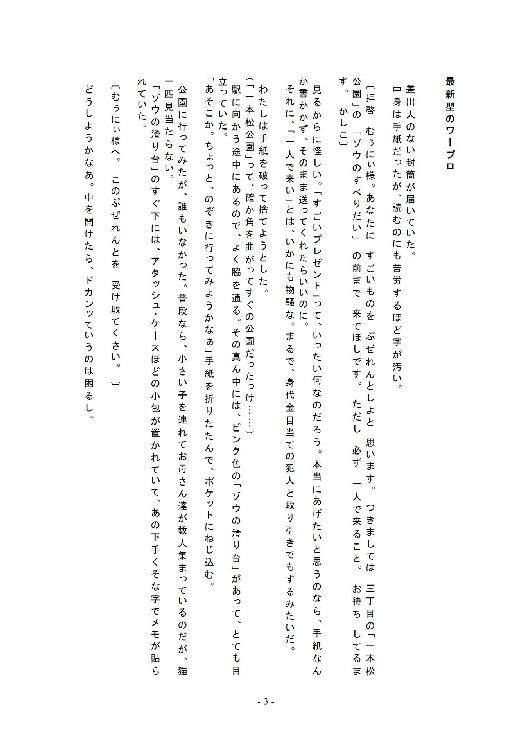 最新型のワープロ
差出人のない封筒が届いていた。
中身は手紙だったが、読むのにも苦労するほど字が汚い。
〔拝啓　むぅにぃ様。あなたに　すごいものを　ぷぜれんとしよと　思います。　つきましては　三丁目の「一本松
公園」の　「ゾウのすべりだい」　の前まで　来てほしです。　ただし　必ず　一人で来ること。　お待ち　してるま
す。　かしこ〕
見るからに怪しい。「すごいプレゼント」って、いったい何なのだろう。本当にあげたいと思うのなら、手紙なん
か書かかず、そのまま送ってくれたらいいのに。
それに、「一人で来い」とは、いかにも物騒な。まるで、身代金目当ての犯人と取り引きでもするみたいだ。
わたしは手紙を破って捨てようとした。
（「一本松公園」って、確か角を曲がってすぐの公園だったっけ……）
駅に向かう途中にあるので、よく脇を通る。その真ん中には、ピンク色の「ゾウの滑り台」があって、とても目
立っていた。
「あそこか。ちょっと、のぞきに行ってみようかなぁ」手紙を折りたたんで、ポケットにねじ込む。
公園に行ってみたが、誰もいなかった。普段なら、小さい子を連れてお母さん達が数人集まっているのだが、猫
一匹見当たらない。
「ゾウの滑り台」のすぐ下には、アタッシュ・ケースほどの小包が置かれていて、あの下手くそな字でメモが貼ら
れていた。
〔むぅにぃ様へ。　このぷぜれんとを　受け取てくさい。　〕
どうしようかなあ。中を開けたら、ドカンッていうのは困るし。
- 3 -